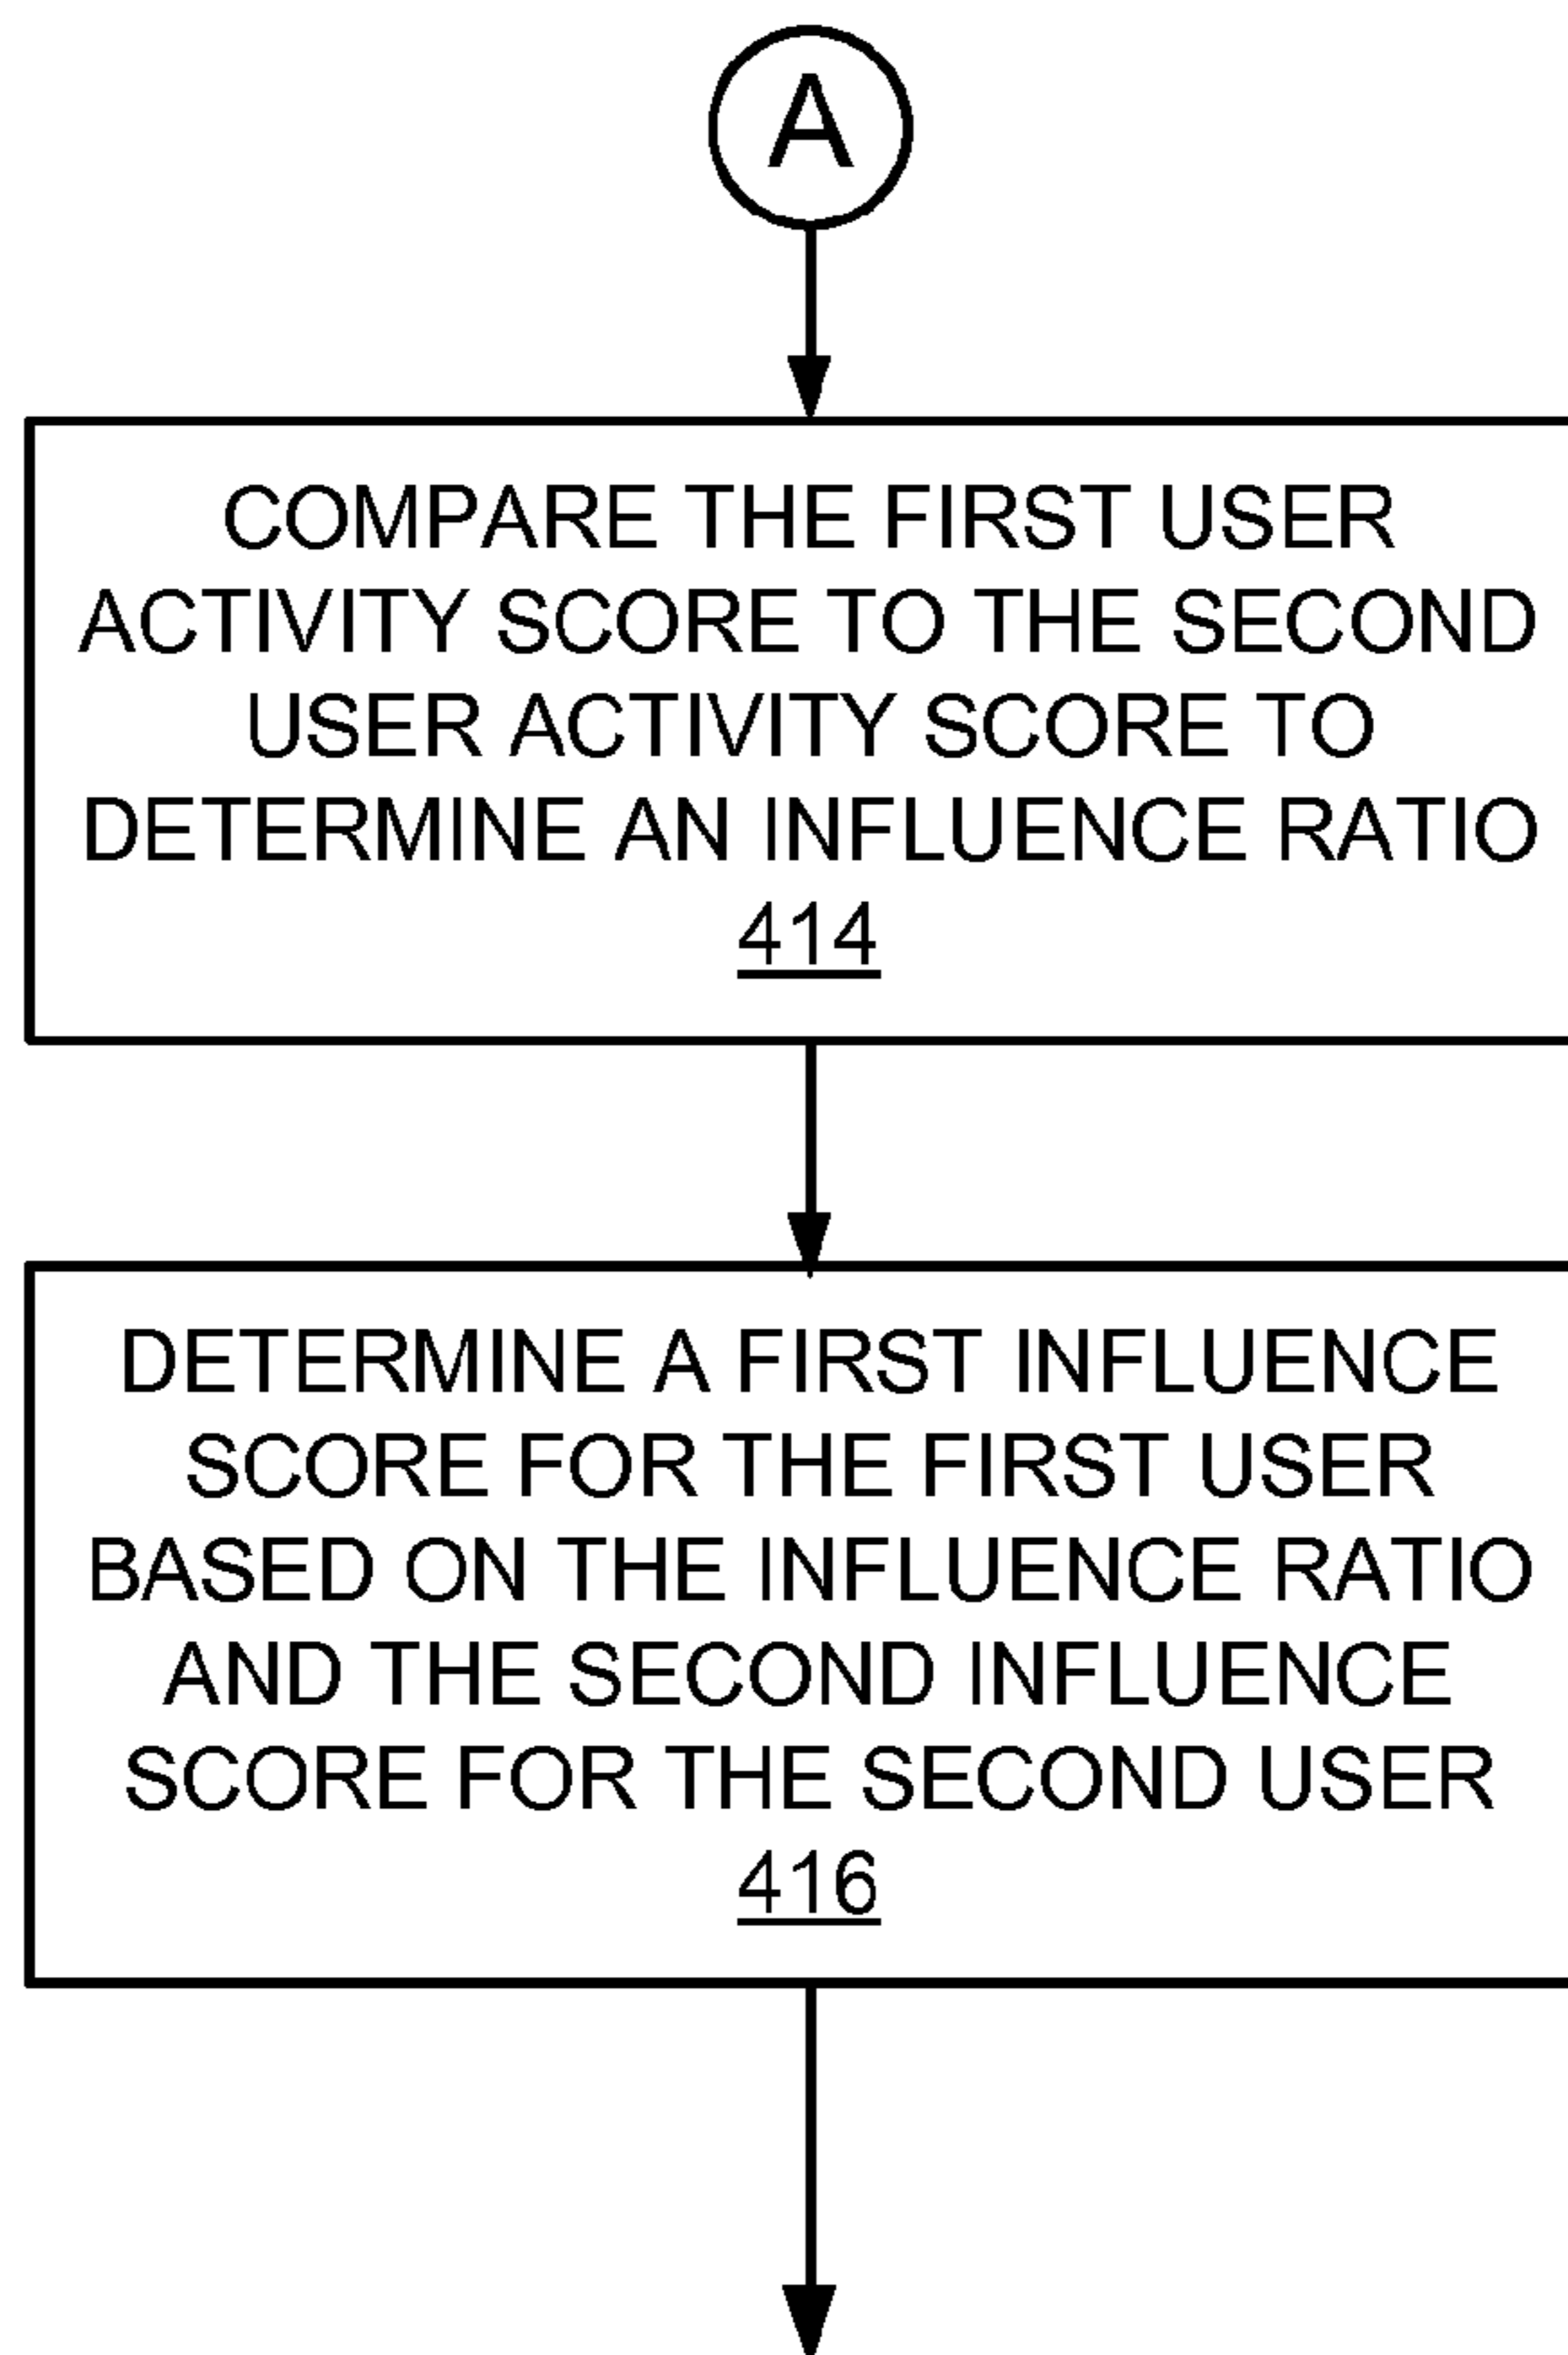 A
COMPARE THE FIRST USER
ACTIVITY SCORE TO THE SECOND
USER ACTIVITY SCORE TO
DETERMINE AN INFLUENCE RATIO
414
DETERMINE A FIRST INFLUENCE
SCORE FOR THE FIRST USER
BASED ON THE INFLUENCE RATIO
AND THE SECOND INFLUENCE
SCORE FOR THE SECOND USER
416